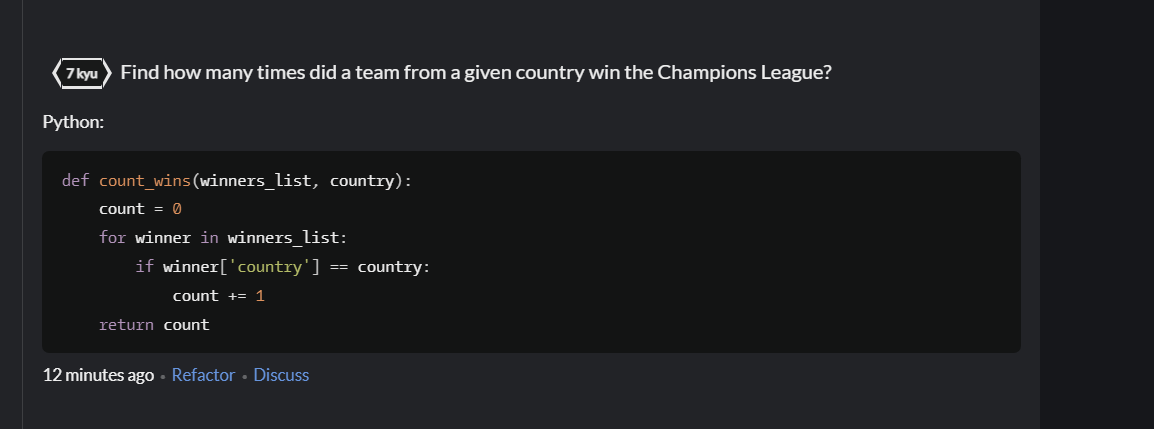 7 kyu Find how many times did a team from a given country win the Champions League?
Python:
def count_wins(winners_list, country):
    count = 0
    for winner in winners_list:
        if winner['country'] == country:
            count += 1
    return count
12 minutes ago • Refactor • Discuss